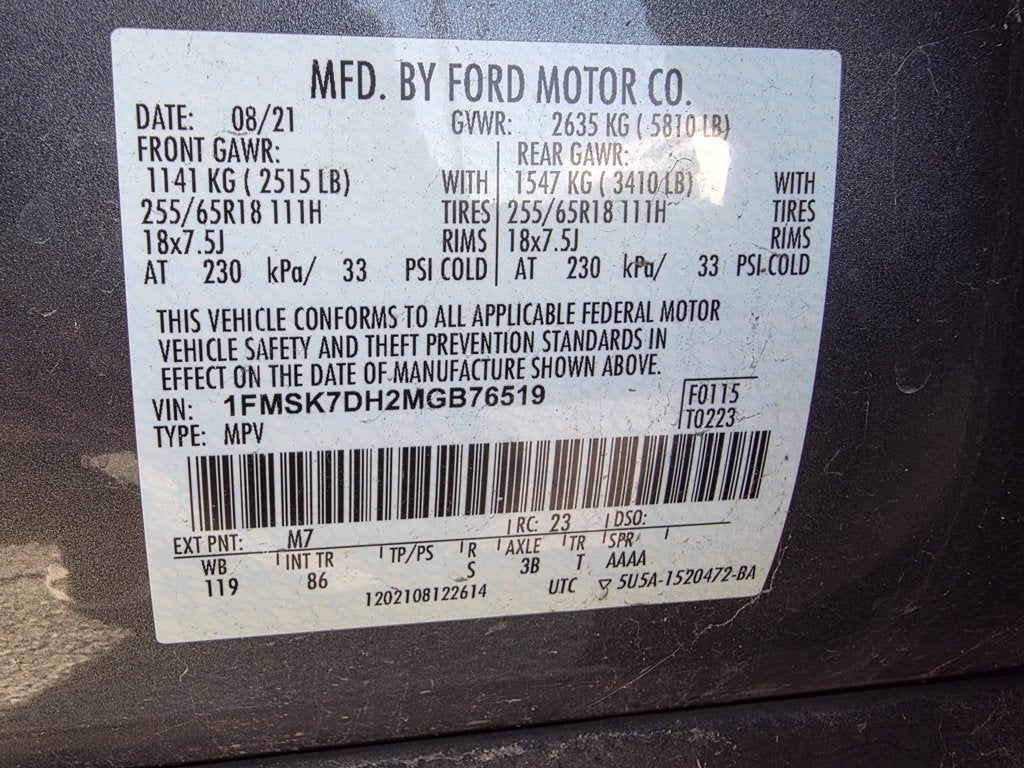 MFD. BY FORD MOTOR CO.
DATE: 08/21 GVWR: 2635 KG ( 5810 LB)
FRONT GAWR: REAR GAWR:
1141 KG ( 2515 LB) WITH 1547 KG ( 3410 LB) WITH
255/65R18 111H TIRES 255/65R18 111H TIRES
18x7.5J RIMS 18x7.5J RIMS
AT 230 kPa/ 33 PSI COLD AT 230 kPa/ 33 PSI COLD
THIS VEHICLE CONFORMS TO ALL APPLICABLE FEDERAL MOTOR
VEHICLE SAFETY AND THEFT PREVENTION STANDARDS IN
EFFECT ON THE DATE OF MANUFACTURE SHOWN ABOVE.
VIN: 1FMSK7DH2MGB76519 F0115
TYPE: MPV T0223
EXT PNT: M7 RC: 23 DSO:
WB INT TR TP/PS R AXLE TR SPR
119 86 S 3B T AAAA
1202108122614 UTC 5U5A-1520472-BA